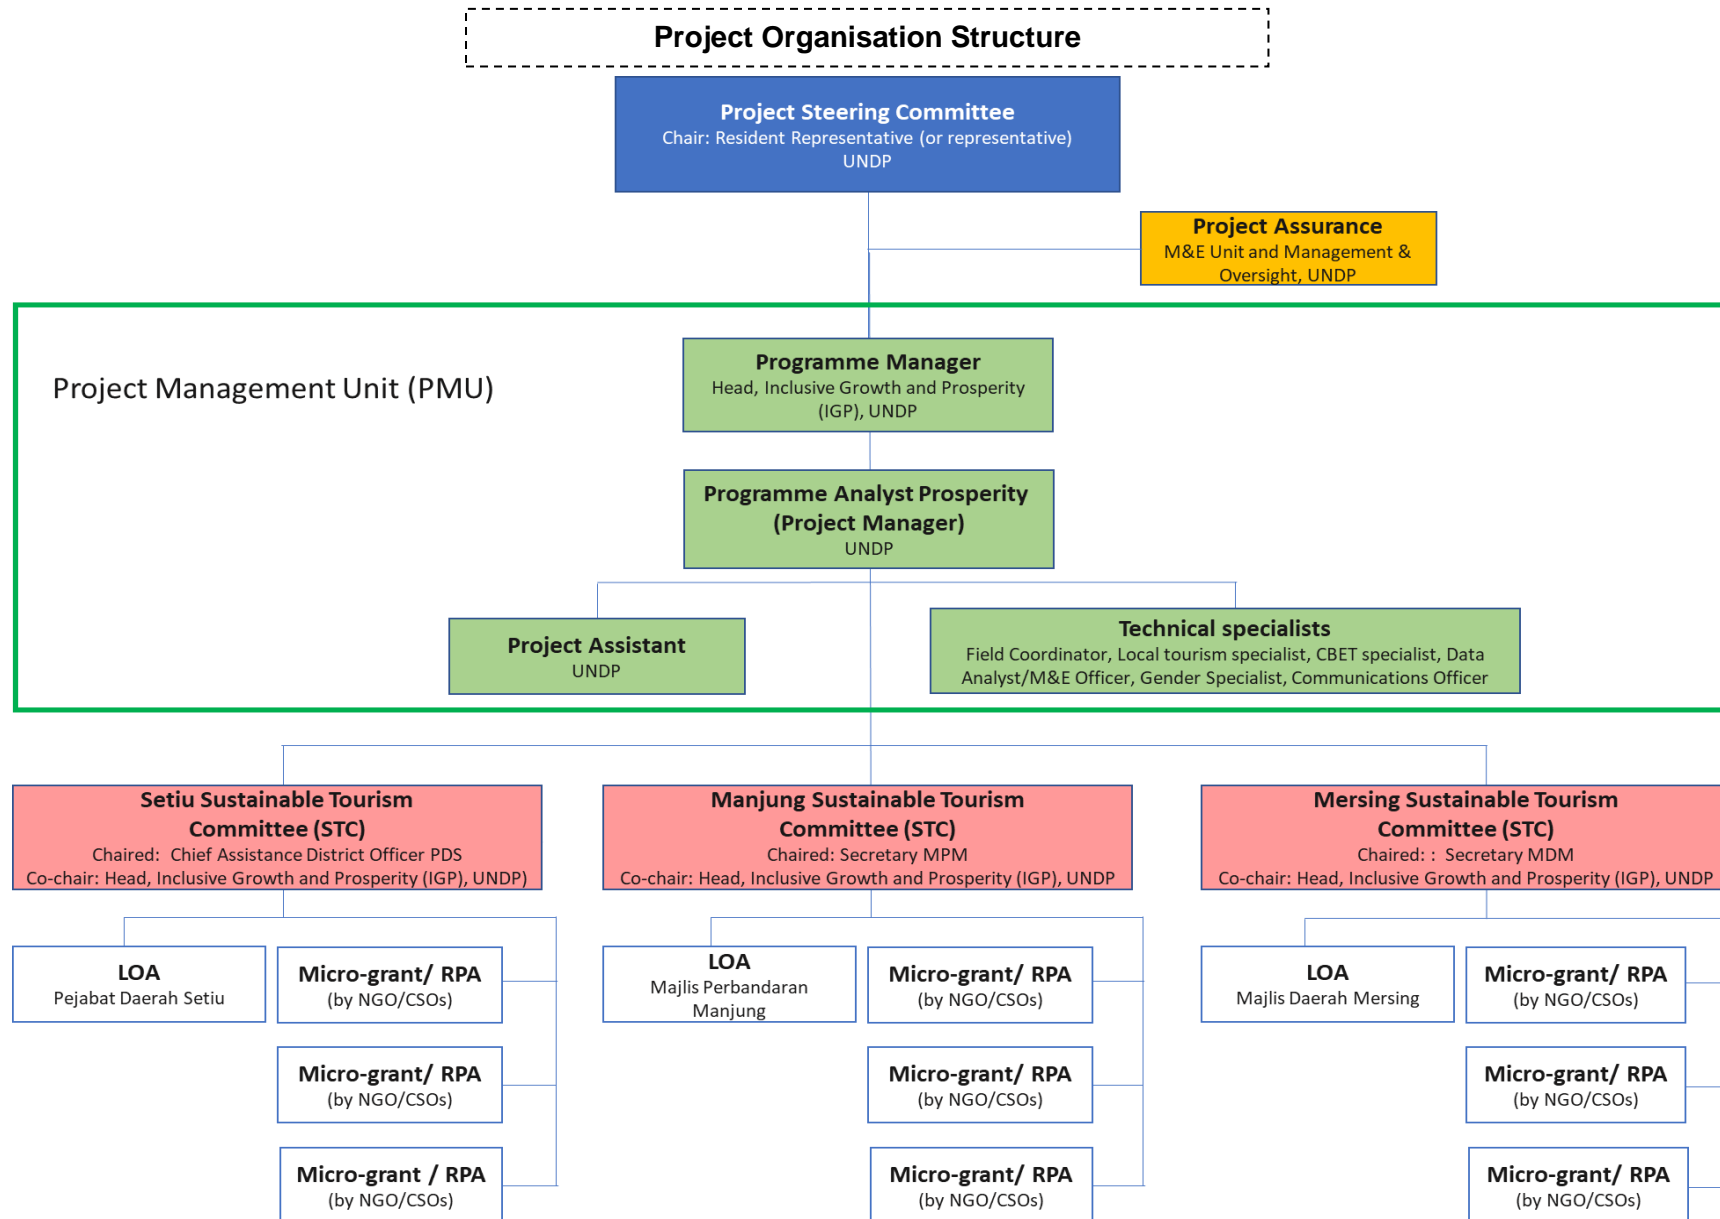 Project Organisation Structure
Project Steering Committee
Chair: Resident Representative (or representative)
UNDP
Project Assurance
M&E Unit and Management &
Oversight, UNDP
Project Management Unit (PMU)
Programme Manager
Head, Inclusive Growth and Prosperity
(IGP), UNDP
Programme Analyst Prosperity
(Project Manager)
UNDP
Project Assistant
UNDP
Technical specialists
Field Coordinator, Local tourism specialist, CBET specialist, Data
Analyst/M&E Officer, Gender Specialist, Communications Officer
Setiu Sustainable Tourism
Committee (STC)
Chaired: Chief Assistance District Officer PDS
Co-chair: Head, Inclusive Growth and Prosperity (IGP), UNDP)
Manjung Sustainable Tourism
Committee (STC)
Chaired: Secretary MPM
Co-chair: Head, Inclusive Growth and Prosperity (IGP), UNDP
Mersing Sustainable Tourism
Committee (STC)
Chaired: : Secretary MDM
Co-chair: Head, Inclusive Growth and Prosperity (IGP), UNDP
LOA
Pejabat Daerah Setiu
Micro-grant/ RPA
(by NGO/CSOs)
Micro-grant/ RPA
(by NGO/CSOs)
Micro-grant / RPA
(by NGO/CSOs)
LOA
Majlis Perbandaran
Manjung
Micro-grant/ RPA
(by NGO/CSOs)
Micro-grant/ RPA
(by NGO/CSOs)
Micro-grant/ RPA
(by NGO/CSOs)
LOA
Majlis Daerah Mersing
Micro-grant/ RPA
(by NGO/CSOs)
Micro-grant/ RPA
(by NGO/CSOs)
Micro-grant/ RPA
(by NGO/CSOs)